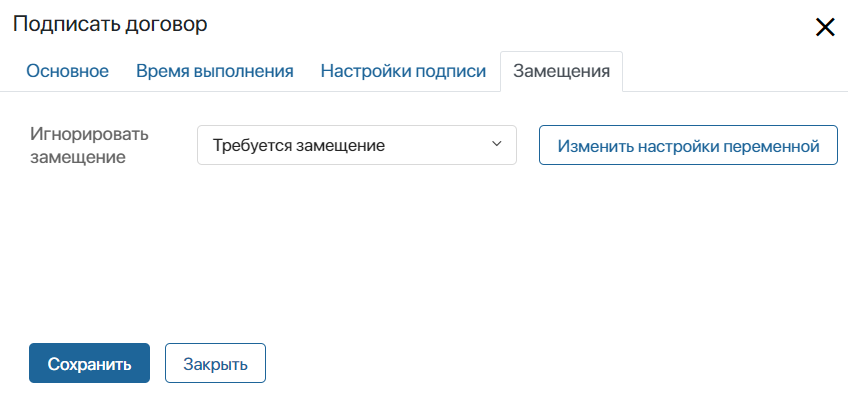 Подписать договор
Основное Время выполнения Настройки подписи Замещения
Игнорировать
замещение
Требуется замещение
Изменить настройки переменной
Сохранить Закрыть